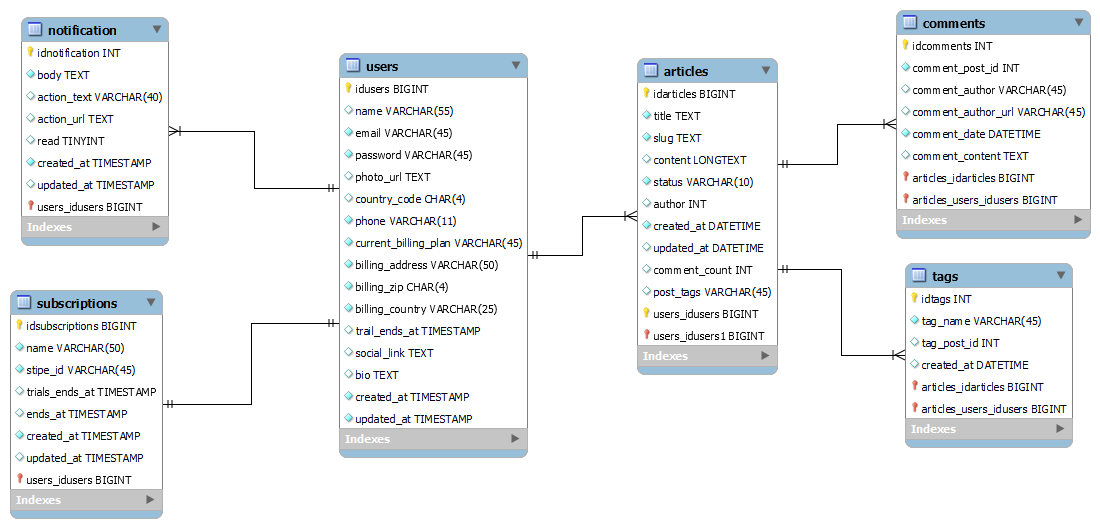 notification
idnotification INT
body TEXT
action_text VARCHAR(40)
action_url TEXT
read TINYINT
created_at TIMESTAMP
updated_at TIMESTAMP
users_idusers BIGINT
Indexes
subscriptions
idsubscriptions BIGINT
name VARCHAR(50)
stipe_id VARCHAR(45)
trials_ends_at TIMESTAMP
ends_at TIMESTAMP
created_at TIMESTAMP
updated_at TIMESTAMP
users_idusers BIGINT
Indexes
users
idusers BIGINT
name VARCHAR(55)
email VARCHAR(45)
password VARCHAR(45)
photo_url TEXT
country_code CHAR(4)
phone VARCHAR(11)
current_billing_plan VARCHAR(45)
billing_address VARCHAR(50)
billing_zip CHAR(4)
billing_country VARCHAR(25)
trail_ends_at TIMESTAMP
social_link TEXT
bio TEXT
created_at TIMESTAMP
updated_at TIMESTAMP
Indexes
articles
idarticles BIGINT
title TEXT
slug TEXT
content LONGTEXT
status VARCHAR(10)
author INT
created_at DATETIME
updated_at DATETIME
comment_count INT
post_tags VARCHAR(45)
users_idusers BIGINT
users_idusers1 BIGINT
Indexes
comments
idcomments INT
comment_post_id INT
comment_author VARCHAR(45)
comment_author_url VARCHAR(45)
comment_date DATETIME
comment_content TEXT
articles_idarticles BIGINT
articles_users_idusers BIGINT
Indexes
tags
idtags INT
tag_name VARCHAR(45)
tag_post_id INT
created_at DATETIME
articles_idarticles BIGINT
articles_users_idusers BIGINT
Indexes